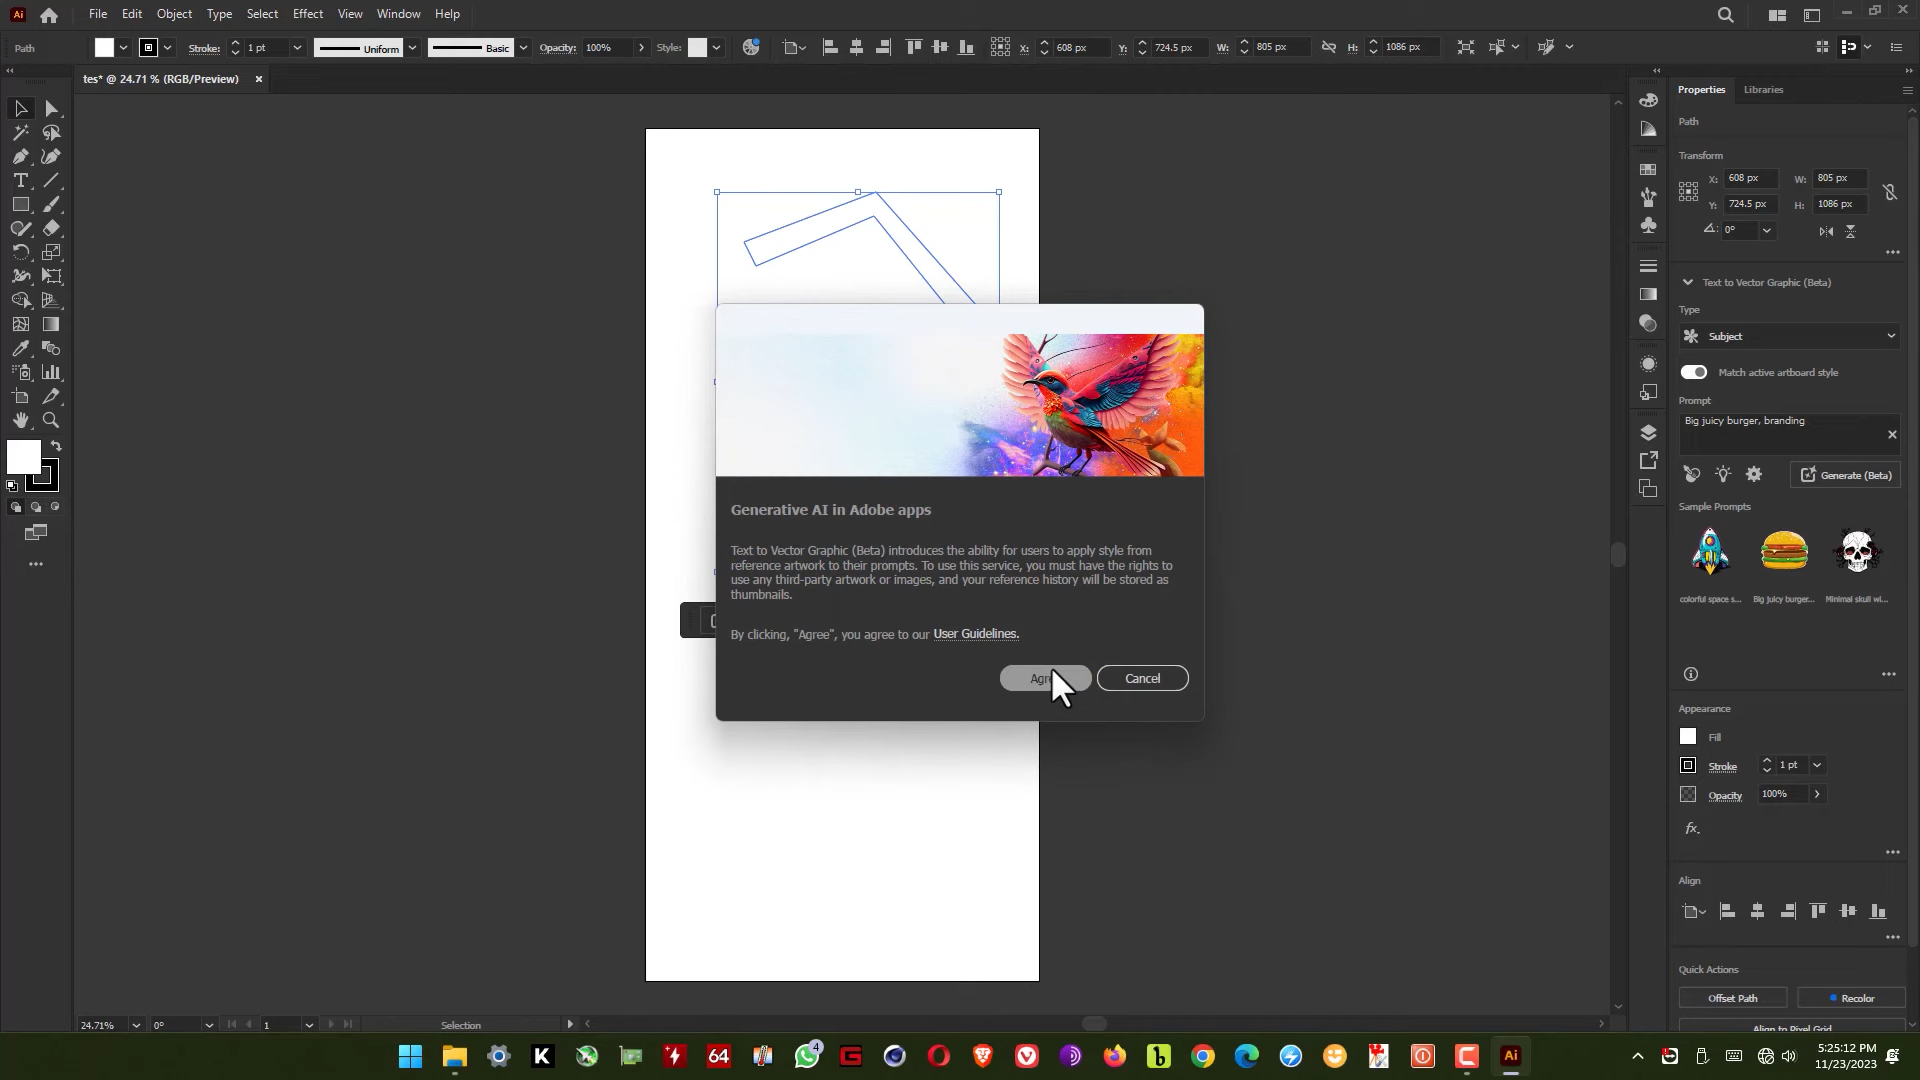 Ai File Edit Object Type Select Effect View Window Help
Path Stroke: 1 pt Uniform Basic Opacity: 100% Style: X: 608 px Y: 724.5 px W: 805 px H: 1086 px
tes* @ 24.71 % (RGB/Preview)
Properties Libraries
Path
Transform
X: 608 px W: 805 px
Y: 724.5 px H: 1086 px
0°
Text to Vector Graphic (Beta)
Type
Subject
Match active artboard style
Prompt
Big juicy burger, branding
Generate (Beta)
Sample Prompts
colorful space s... Big juicy burger... Minimal skull wi...
Generative AI in Adobe apps
Text to Vector Graphic (Beta) introduces the ability for users to apply style from
reference artwork to their prompts. To use this service, you must have the rights to
use any third-party artwork or images, and your reference history will be stored as
thumbnails.
By clicking, "Agree", you agree to our User Guidelines.
Cancel
Appearance
Fill
Stroke 1 pt
Opacity 100%
fx.
Align
Quick Actions
Offset Path Recolor
Align to Pixel Grid
24.71% 0° 1 Selection
K 64 4 Ai
5:25:12 PM
11/23/2023